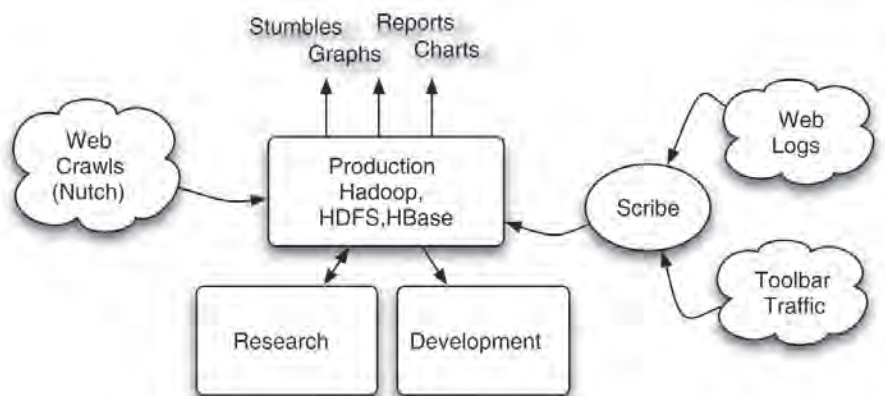 Stumbles
Graphs
Reports
Charts
Web
Crawls
(Nutch)
Production
Hadoop,
HDFS,HBase
Scribe
Web
Logs
Toolbar
Traffic
Research
Development